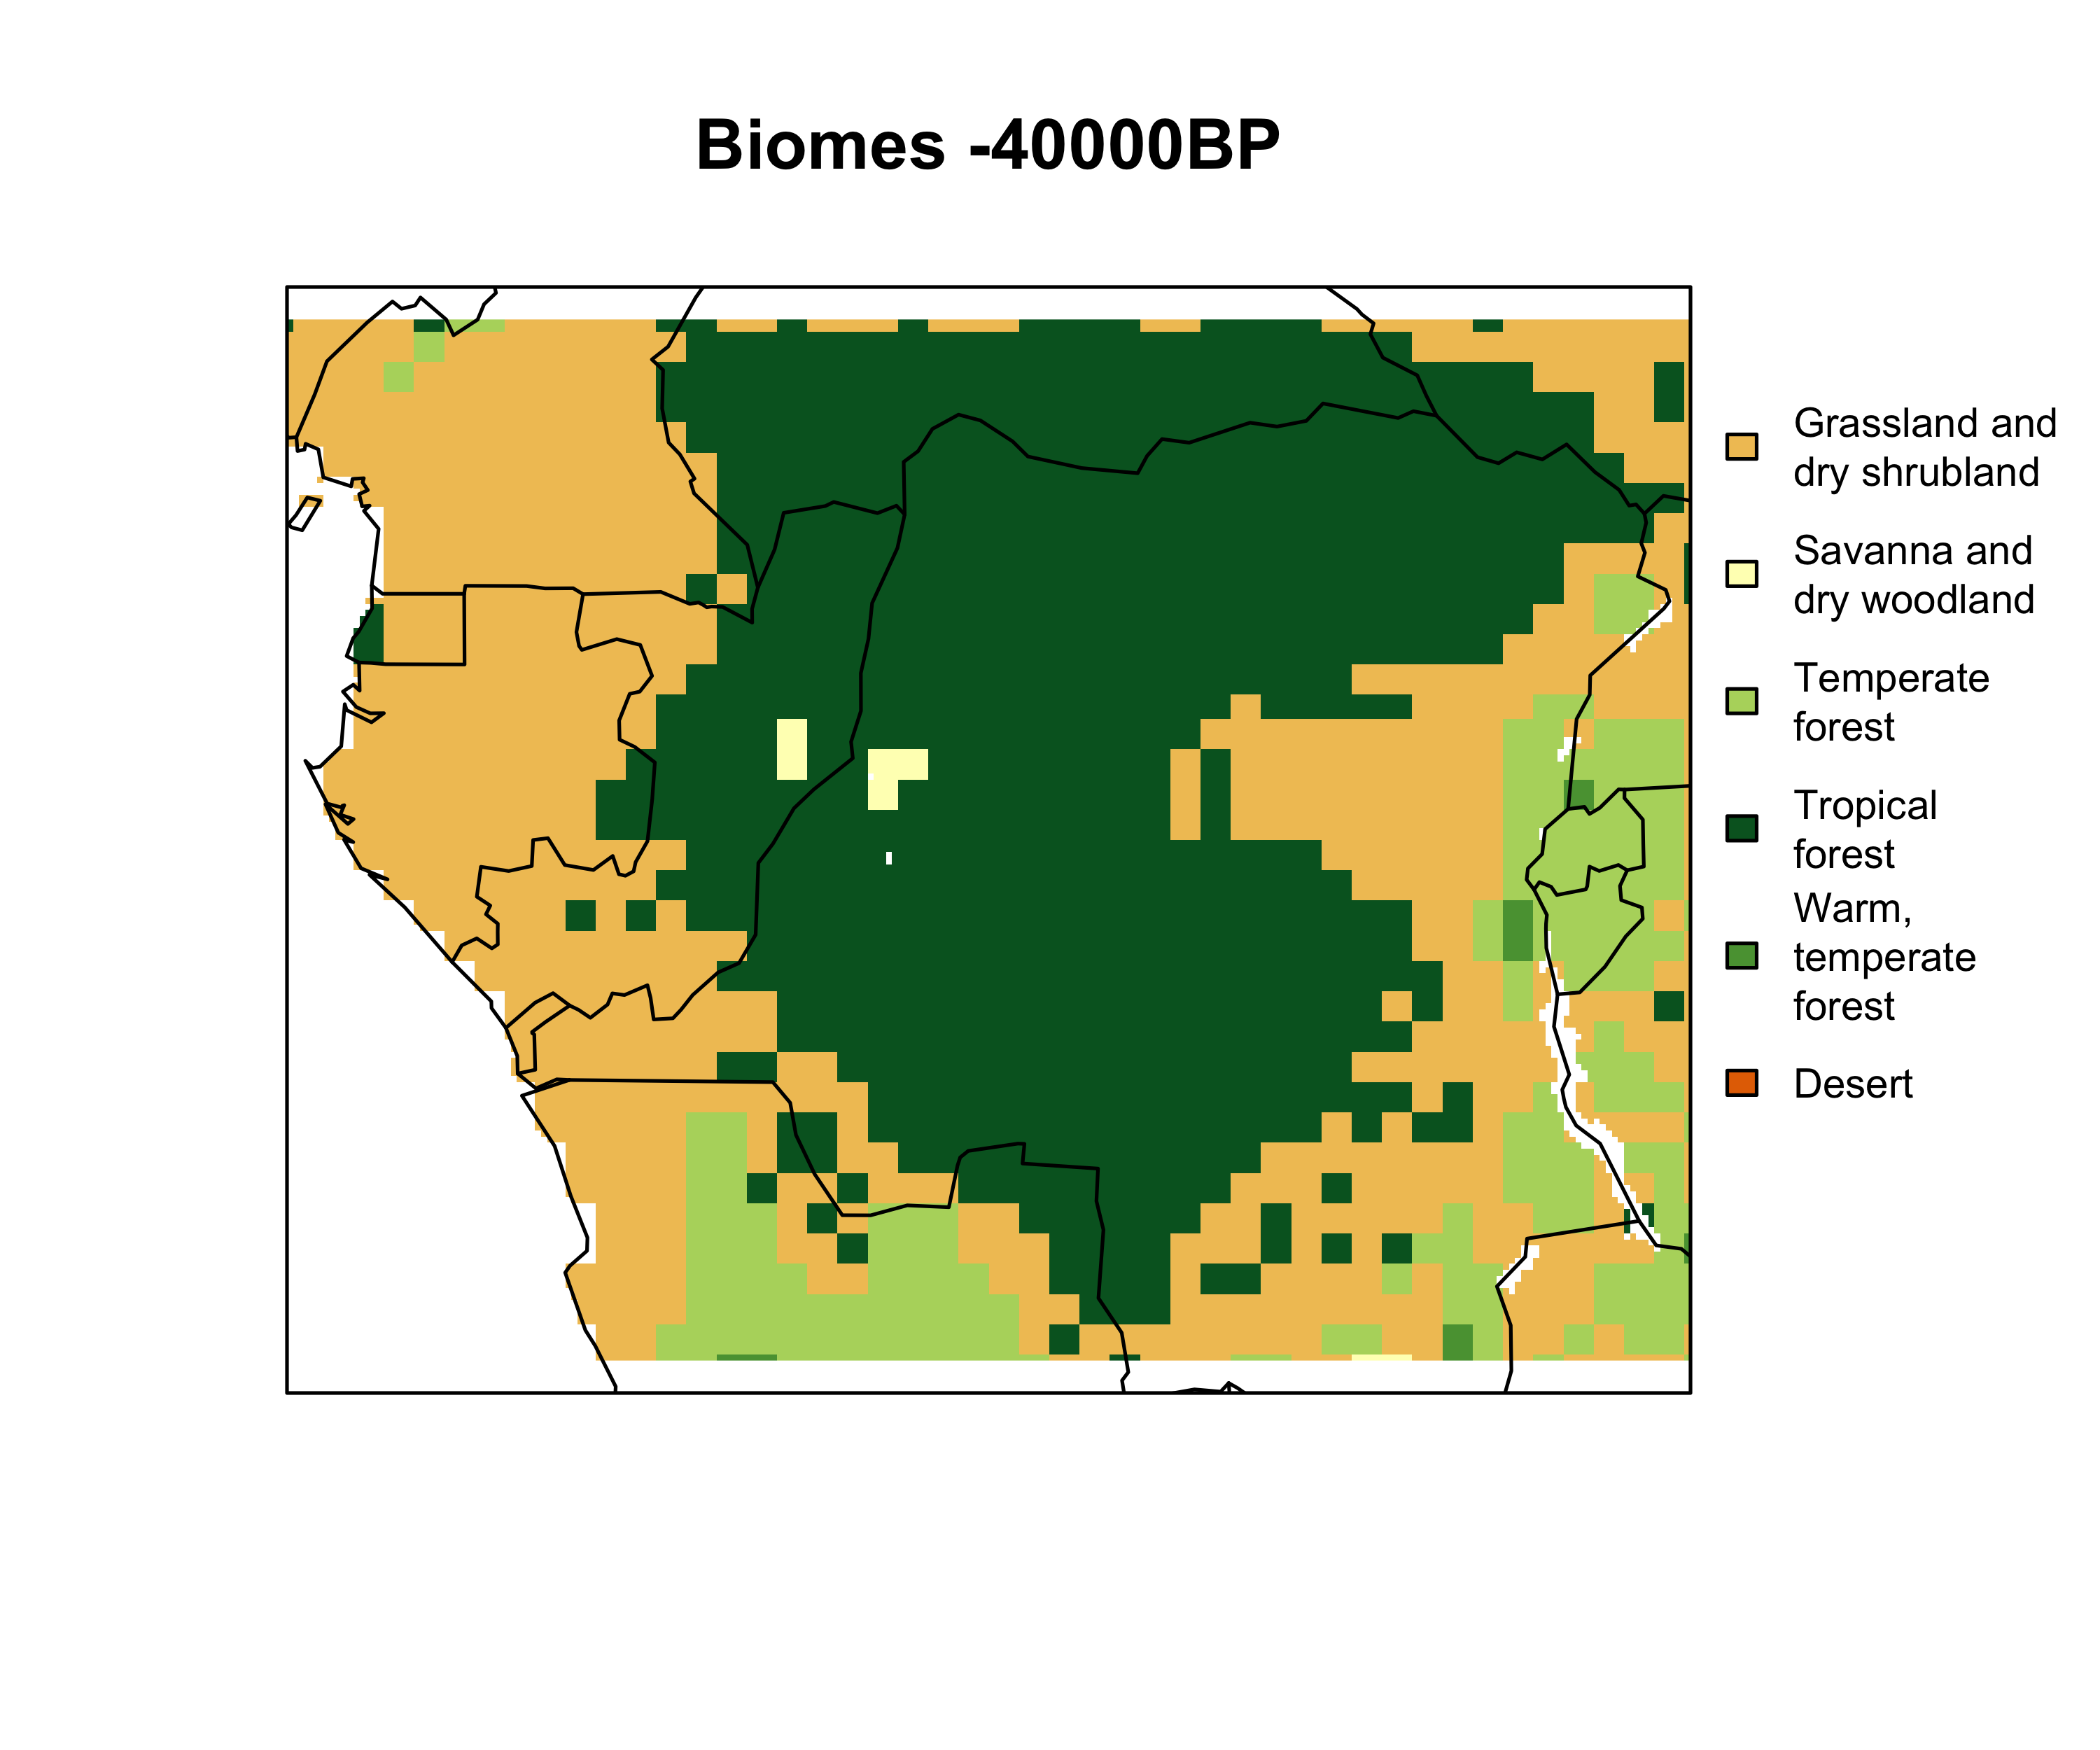 Biomes -40000BP
Grassland and
dry shrubland
Savanna and
dry woodland
Temperate
forest
Tropical
forest
Warm,
temperate
forest
Desert